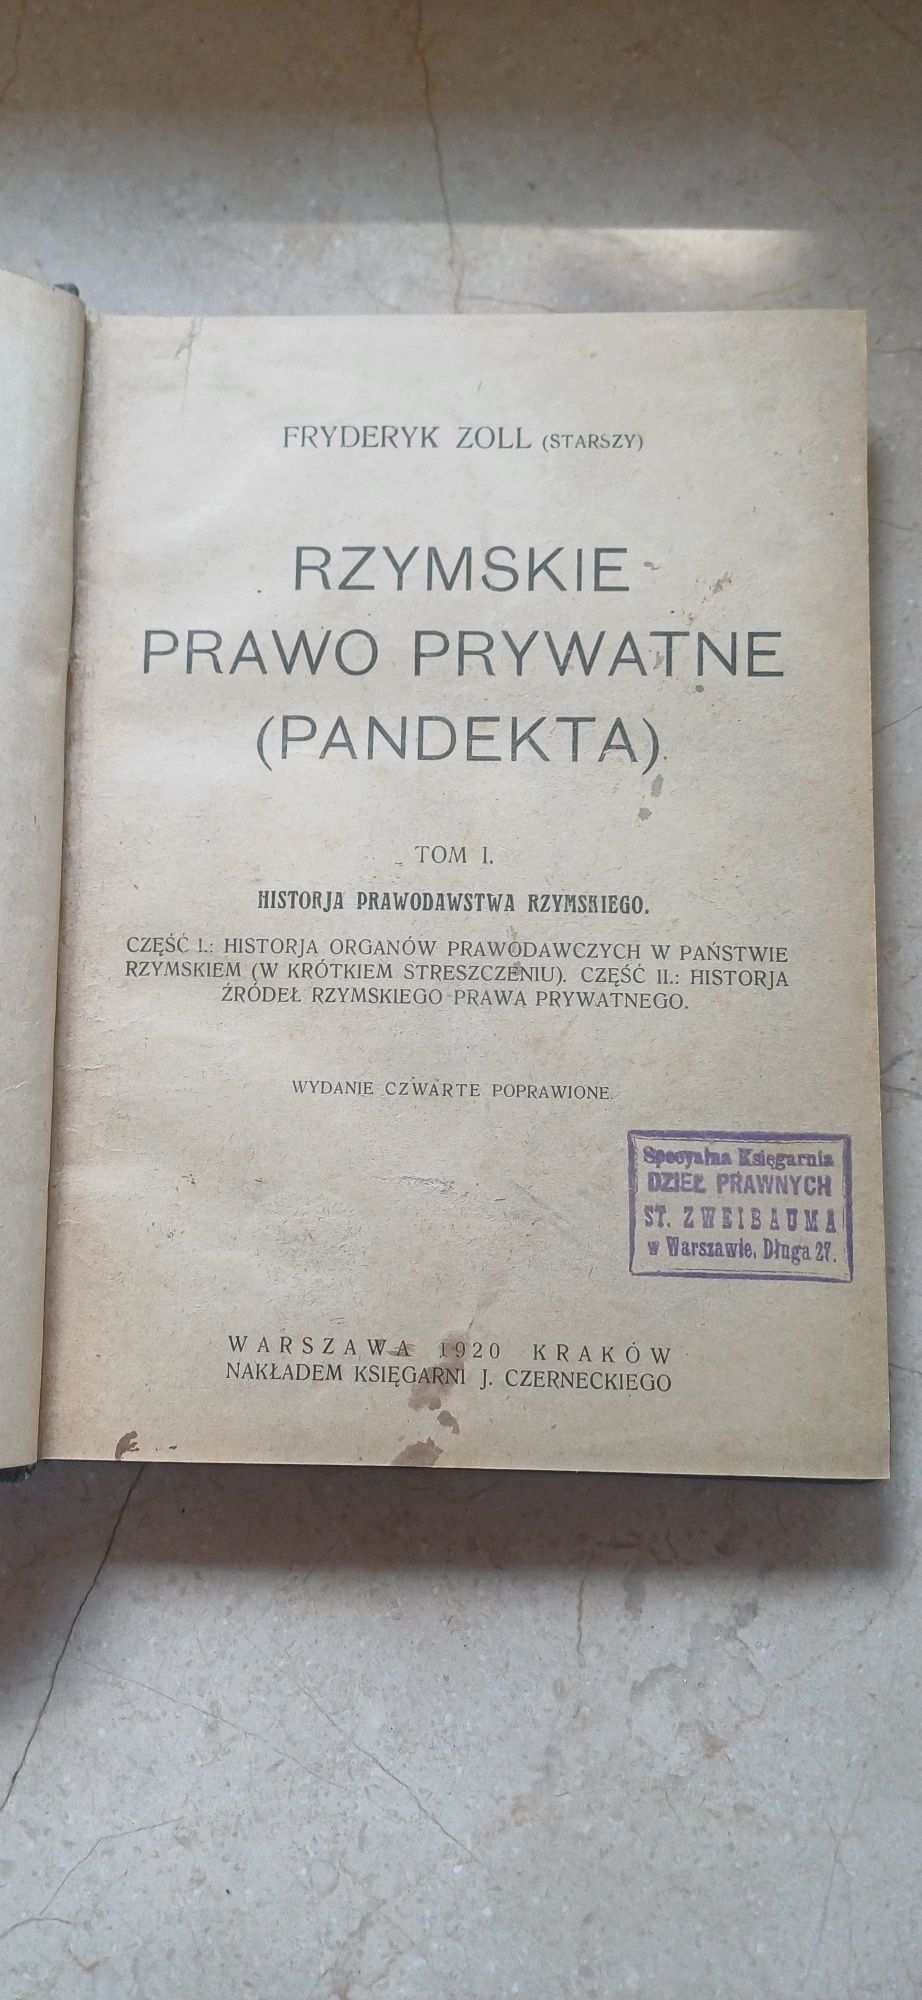 FRYDERYK ZOLL (STARSZY)
RZYMSKIE
PRAWO PRYWATNE
(PANDEKTA)
TOM I.
HISTORJA PRAWODAWSTWA RZYMSKIEGO.
CZĘŚĆ I.: HISTORJA ORGANÓW PRAWODAWCZYCH W PAŃSTWIE
RZYMSKIEM (W KRÓTKIEM STRESZCZENIU). CZĘŚĆ II.: HISTORJA
ŹRÓDEŁ RZYMSKIEGO PRAWA PRYWATNEGO.
WYDANIE CZWARTE POPRAWIONE.
Specyalna Księgarnia
DZIEŁ PRAWNYCH
ST. ZWEIBAUMA
w Warszawie, Długa 27.
WARSZAWA 1920 KRAKÓW
NAKŁADEM KSIĘGARNI J. CZERNECKIEGO